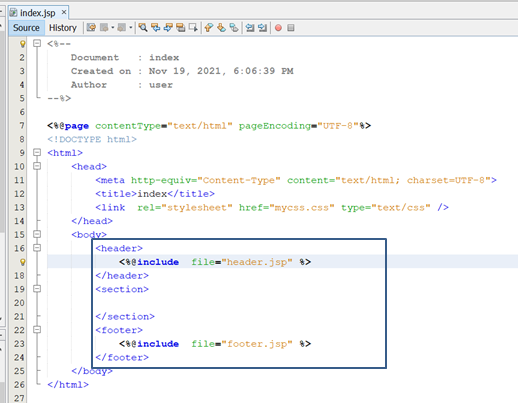 index.jsp
Source History
<%--
2 Document : index
3 Created on : Nov 19, 2021, 6:06:39 PM
4 Author : user
5 --%>
6
7 <%@page contentType="text/html" pageEncoding="UTF-8"%>
8 <!DOCTYPE html>
9 <html>
10 <head>
11 <meta http-equiv="Content-Type" content="text/html; charset=UTF-8">
12 <title>index</title>
13 <link rel="stylesheet" href="mycss.css" type="text/css" />
14 </head>
15 <body>
16 <header>
<%@include file="header.jsp" %>
18 </header>
19 <section>
20
21 </section>
22 <footer>
23 <%@include file="footer.jsp" %>
24 </footer>
25 </body>
26 </html>
27